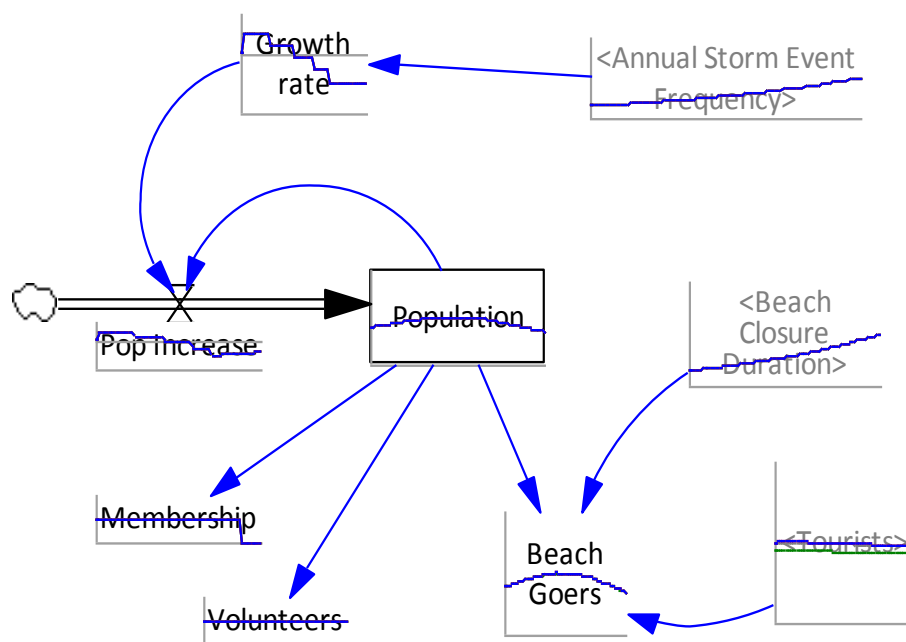 Growth
rate
<Annual Storm Event
Frequency>
Population
Pop increase
<Beach
Closure
Duration>
Membership
Volunteers
Beach
Goers
<Tourists>